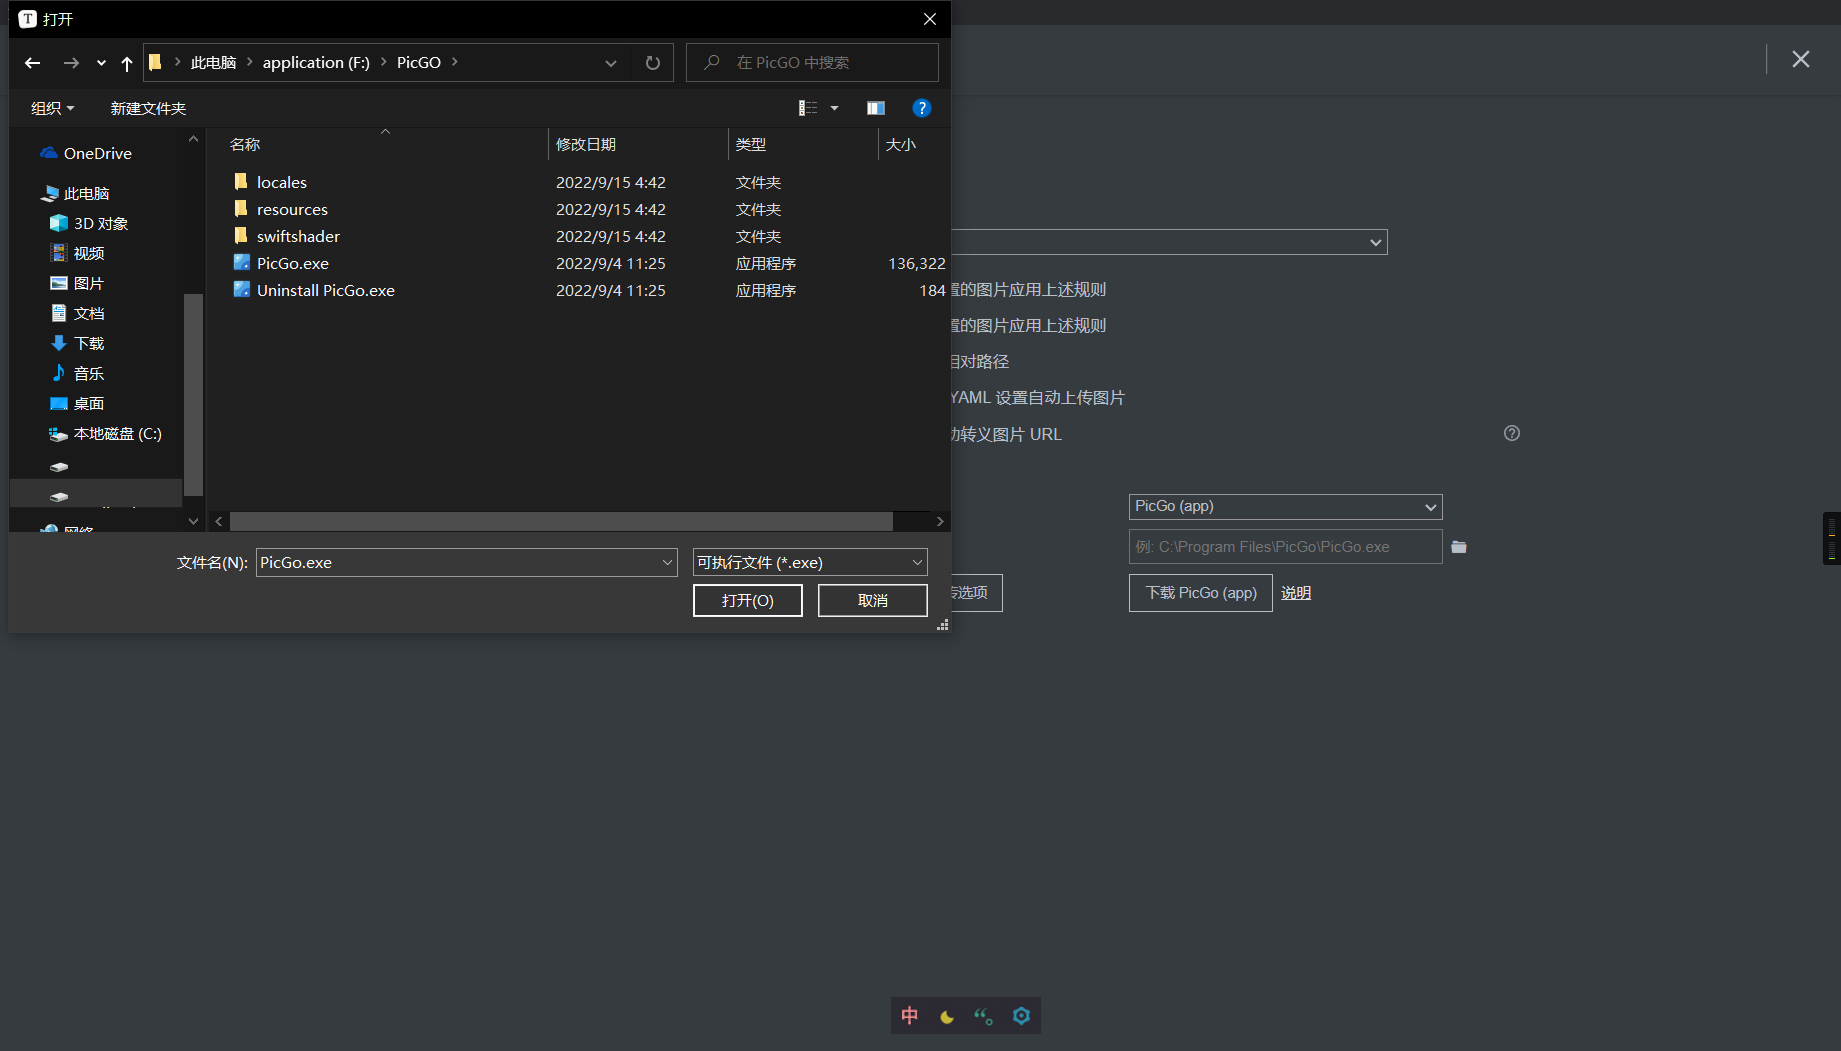 T 打开
此电脑 application (F:) PicGO
在 PicGO 中搜索
组织 新建文件夹
?
OneDrive
此电脑
3D 对象
视频
图片
文档
下载
音乐
桌面
本地磁盘 (C:)
名称 修改日期 类型 大小
locales 2022/9/15 4:42 文件夹
resources 2022/9/15 4:42 文件夹
swiftshader 2022/9/15 4:42 文件夹
PicGo.exe 2022/9/4 11:25 应用程序 136,322
Uninstall PicGo.exe 2022/9/4 11:25 应用程序 184
文件名(N): PicGo.exe 可执行文件 (*.exe)
打开(O) 取消
的图片应用上述规则
的图片应用上述规则
相对路径
YAML 设置自动上传图片
动转义图片 URL
?
PicGo (app)
例: C:\Program Files\PicGo\PicGo.exe
选项
下载 PicGo (app) 说明
中